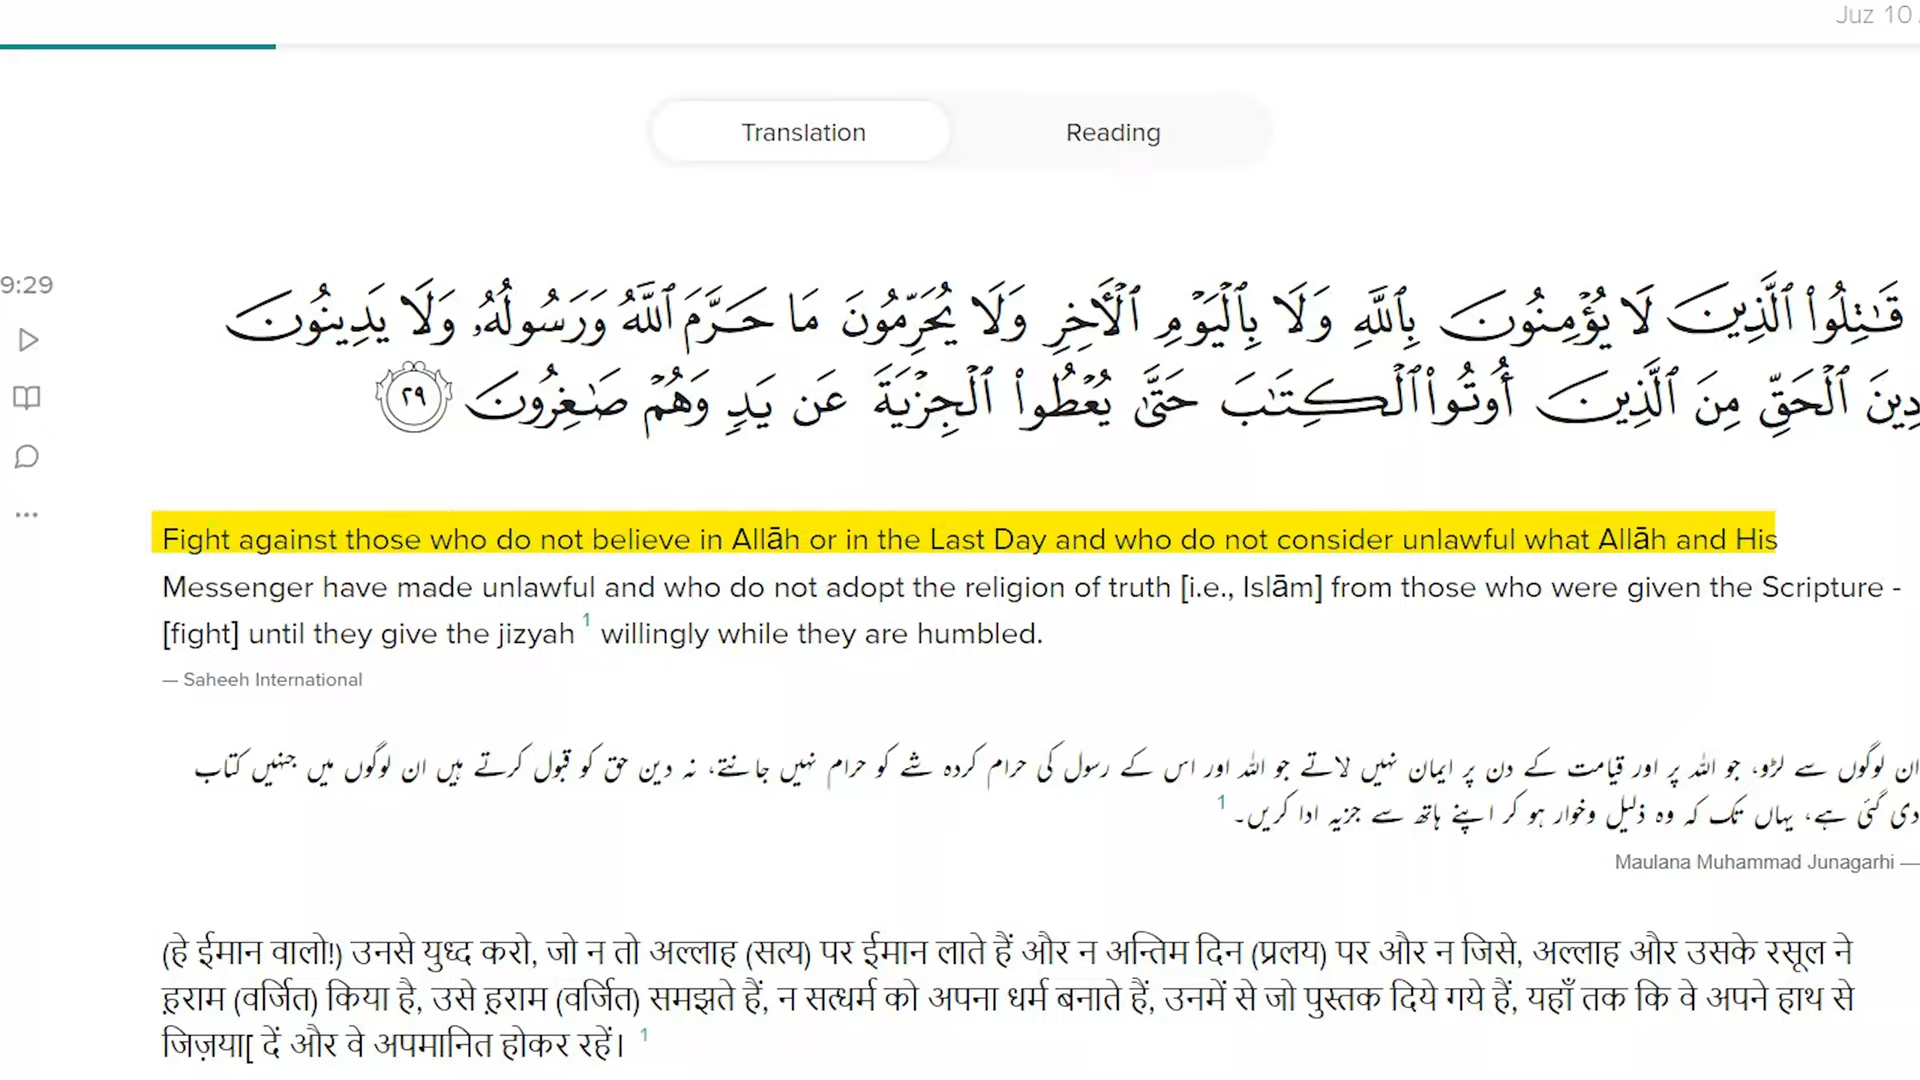 Juz 10
Translation
Reading
9:29
قَـٰتِلُوا۟ ٱلَّذِينَ لَا يُؤْمِنُونَ بِٱللَّهِ وَلَا بِٱلْيَوْمِ ٱلْـَٔاخِرِ وَلَا يُحَرِّمُونَ مَا حَرَّمَ ٱللَّهُ وَرَسُولُهُۥ وَلَا يَدِينُونَ
دِينَ ٱلْحَقِّ مِنَ ٱلَّذِينَ أُوتُوا۟ ٱلْكِتَـٰبَ حَتَّىٰ يُعْطُوا۟ ٱلْجِزْيَةَ عَن يَدٍۢ وَهُمْ صَـٰغِرُونَ ٢٩
Fight against those who do not believe in Allāh or in the Last Day and who do not consider unlawful what Allāh and His
Messenger have made unlawful and who do not adopt the religion of truth [i.e., Islām] from those who were given the Scripture -
[fight] until they give the jizyah 1 willingly while they are humbled.
— Saheeh International
ان لوگوں سے لڑو، جو اللہ پر اور قیامت کے دن پر ایمان نہیں لاتے جو اللہ اور اس کے رسول کی حرام کرده شے کو حرام نہیں جانتے، نہ دین حق کو قبول کرتے ہیں ان لوگوں میں جنہیں کتاب
دی گئی ہے، یہاں تک کہ وه ذلیل وخوار ہو کر اپنے ہاتھ سے جزیہ ادا کریں۔ 1
Maulana Muhammad Junagarhi —
(हे ईमान वालो!) उनसे युध्द करो, जो न तो अल्लाह (सत्य) पर ईमान लाते हैं और न अन्तिम दिन (प्रलय) पर और न जिसे, अल्लाह और उसके रसूल ने
ह़राम (वर्जित) किया है, उसे ह़राम (वर्जित) समझते हैं, न सत्धर्म को अपना धर्म बनाते हैं, उनमें से जो पुस्तक दिये गये हैं, यहाँ तक कि वे अपने हाथ से
जिज़या[ दें और वे अपमानित होकर रहें। 1